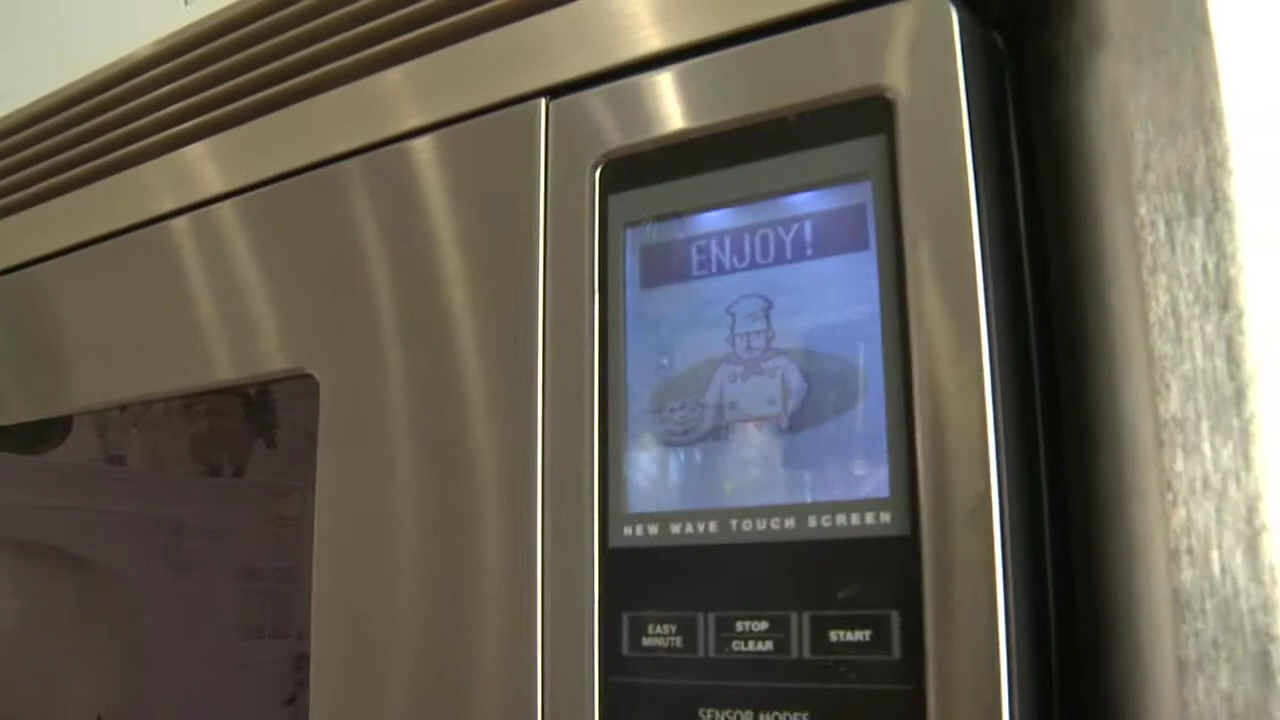 ENJOY!
NEW WAVE TOUCH SCREEN
EASY
MINUTE
STOP
CLEAR
START
SENSOR MODES